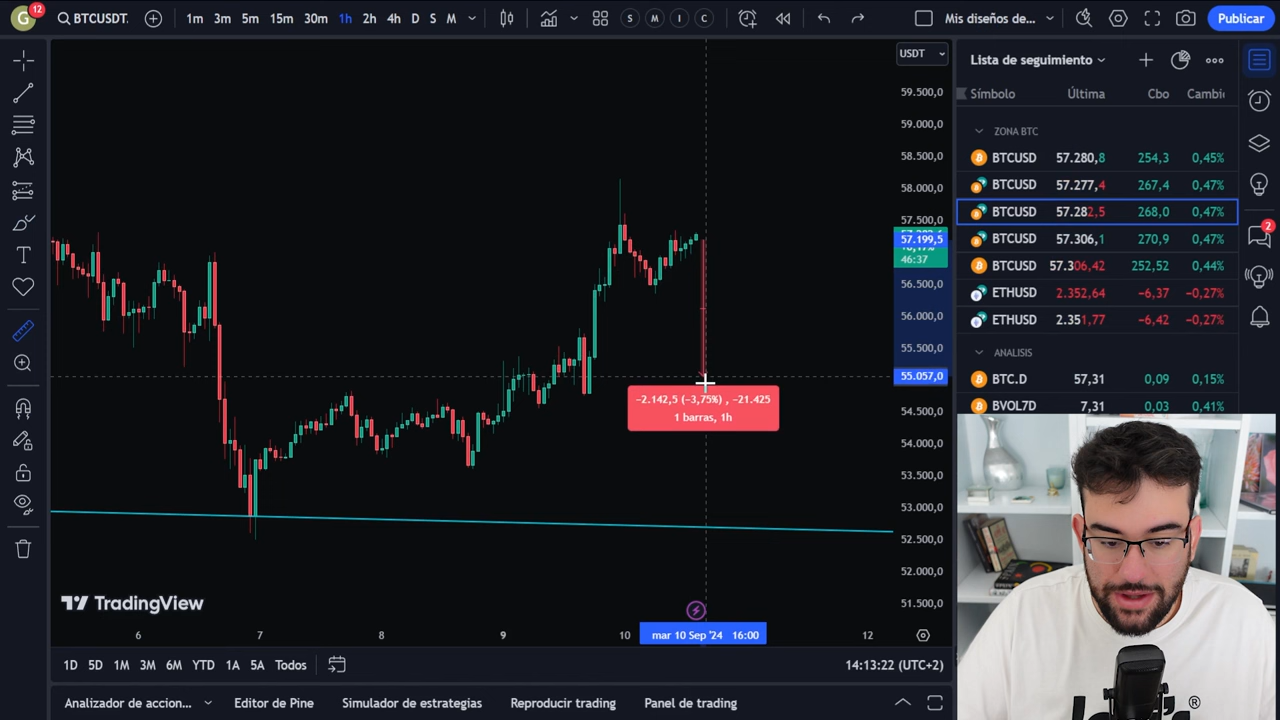 G 12 BTCUSDT. 1m 3m 5m 15m 30m 1h 2h 4h D S M S M I C Mis diseños de... Publicar
USDT
59.500,0
59.000,0
58.500,0
58.000,0
57.500,0
57.199,5
46:37
56.500,0
56.000,0
55.500,0
55.057,0
54.500,0
54.000,0
53.500,0
53.000,0
52.500,0
52.000,0
51.500,0
−2.142,5 (−3,75%) , −21.425
1 barras, 1h
TradingView
6 7 8 9 10 mar 10 Sep '24 16:00 12
1D 5D 1M 3M 6M YTD 1A 5A Todos 14:13:22 (UTC+2)
Analizador de accion... Editor de Pine Simulador de estrategias Reproducir trading Panel de trading
Lista de seguimiento
Símbolo Última Cbo Cambi
ZONA BTC
BTCUSD 57.280,8 254,3 0,45%
BTCUSD 57.277,4 267,4 0,47%
BTCUSD 57.282,5 268,0 0,47%
BTCUSD 57.306,1 270,9 0,47%
BTCUSD 57.306,42 252,52 0,44%
ETHUSD 2.352,64 −6,37 −0,27%
ETHUSD 2.351,77 −6,42 −0,27%
ANALISIS
BTC.D 57,31 0,09 0,15%
BVOL7D 7,31 0,03 0,41%
2